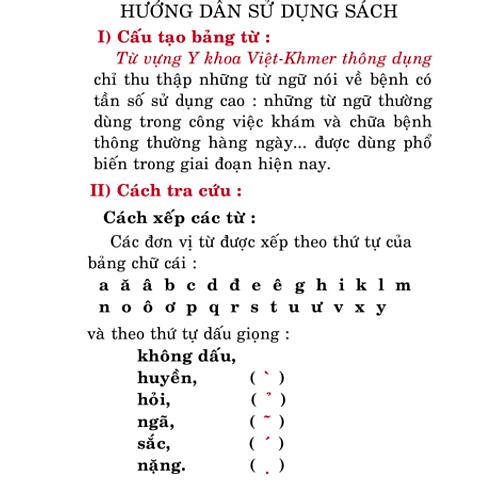 HƯỚNG DẪN SỬ DỤNG SÁCH
I) Cấu tạo bảng từ :
Từ vựng Y khoa Việt-Khmer thông dụng
chỉ thu thập những từ ngữ nói về bệnh có
tần số sử dụng cao : những từ ngữ thường
dùng trong công việc khám và chữa bệnh
thông thường hàng ngày... được dùng phổ
biến trong giai đoạn hiện nay.
II) Cách tra cứu :
Cách xếp các từ :
Các đơn vị từ được xếp theo thứ tự của
bảng chữ cái :
a ă â b c d đ e ê g h i k l m
n o ô ơ p q r s t u ư v x y
và theo thứ tự dấu giọng :
không dấu,
huyền, ( ̀ )
hỏi, ( ̉ )
ngã, ( ̃ )
sắc, ( ́ )
nặng. ( ̣ )